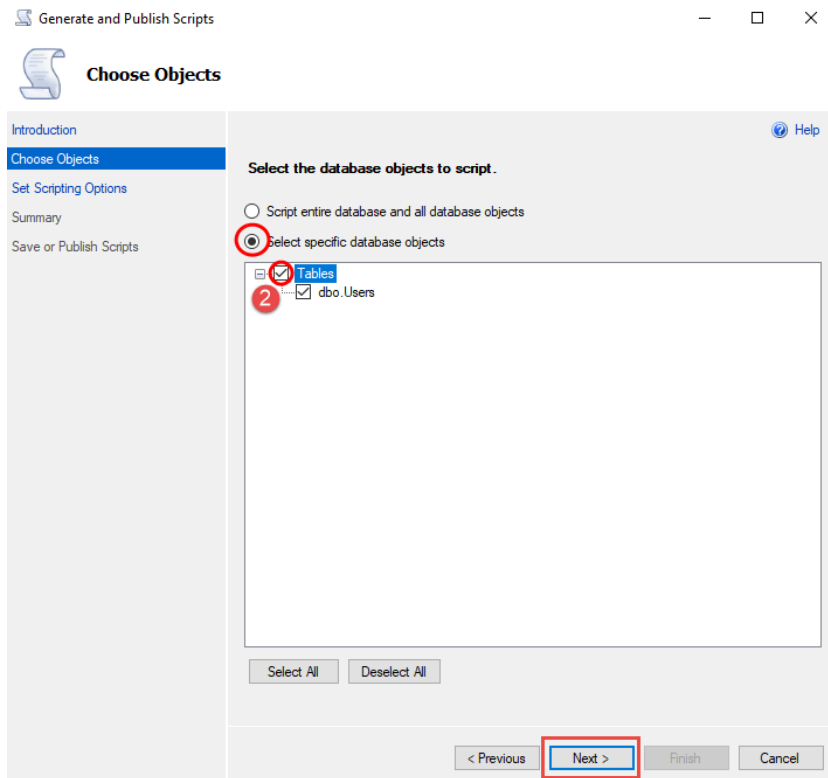 Generate and Publish Scripts
Choose Objects
Introduction
Choose Objects
Set Scripting Options
Summary
Save or Publish Scripts
Help
Select the database objects to script.
Script entire database and all database objects
Select specific database objects
Tables
2
dbo.Users
Select All
Deselect All
< Previous
Next >
Finish
Cancel